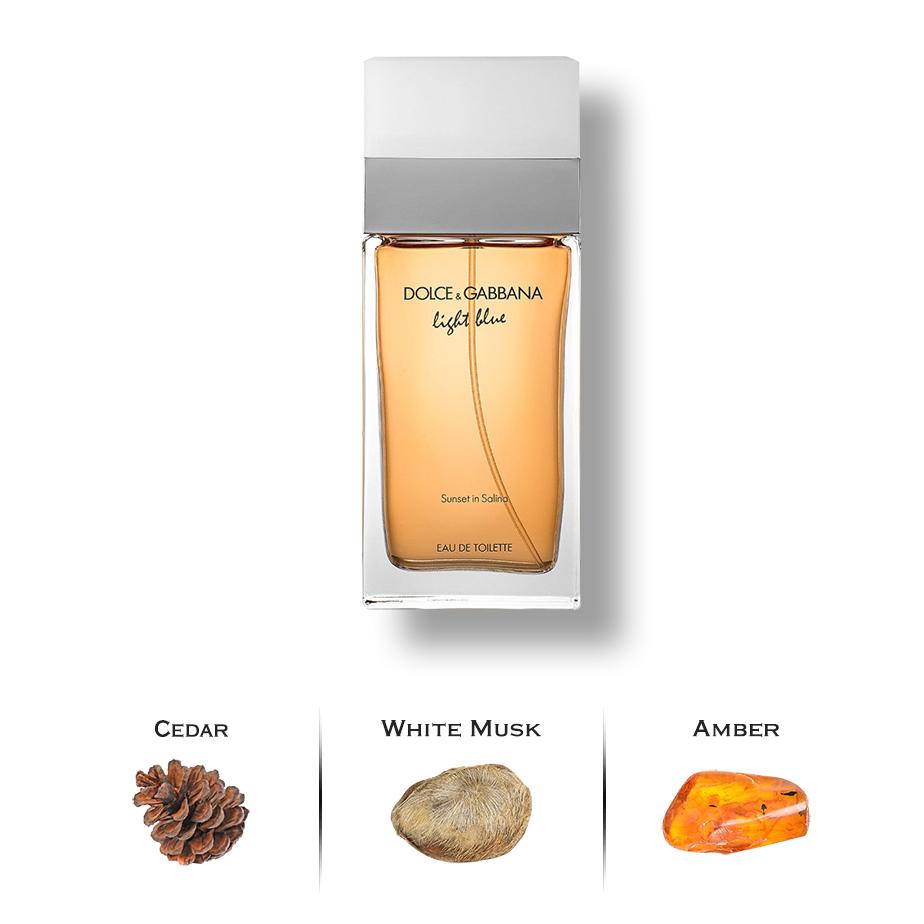 DOLCE & GABBANA
light blue
Sunset in Salina
EAU DE TOILETTE
CEDAR
WHITE MUSK
AMBER